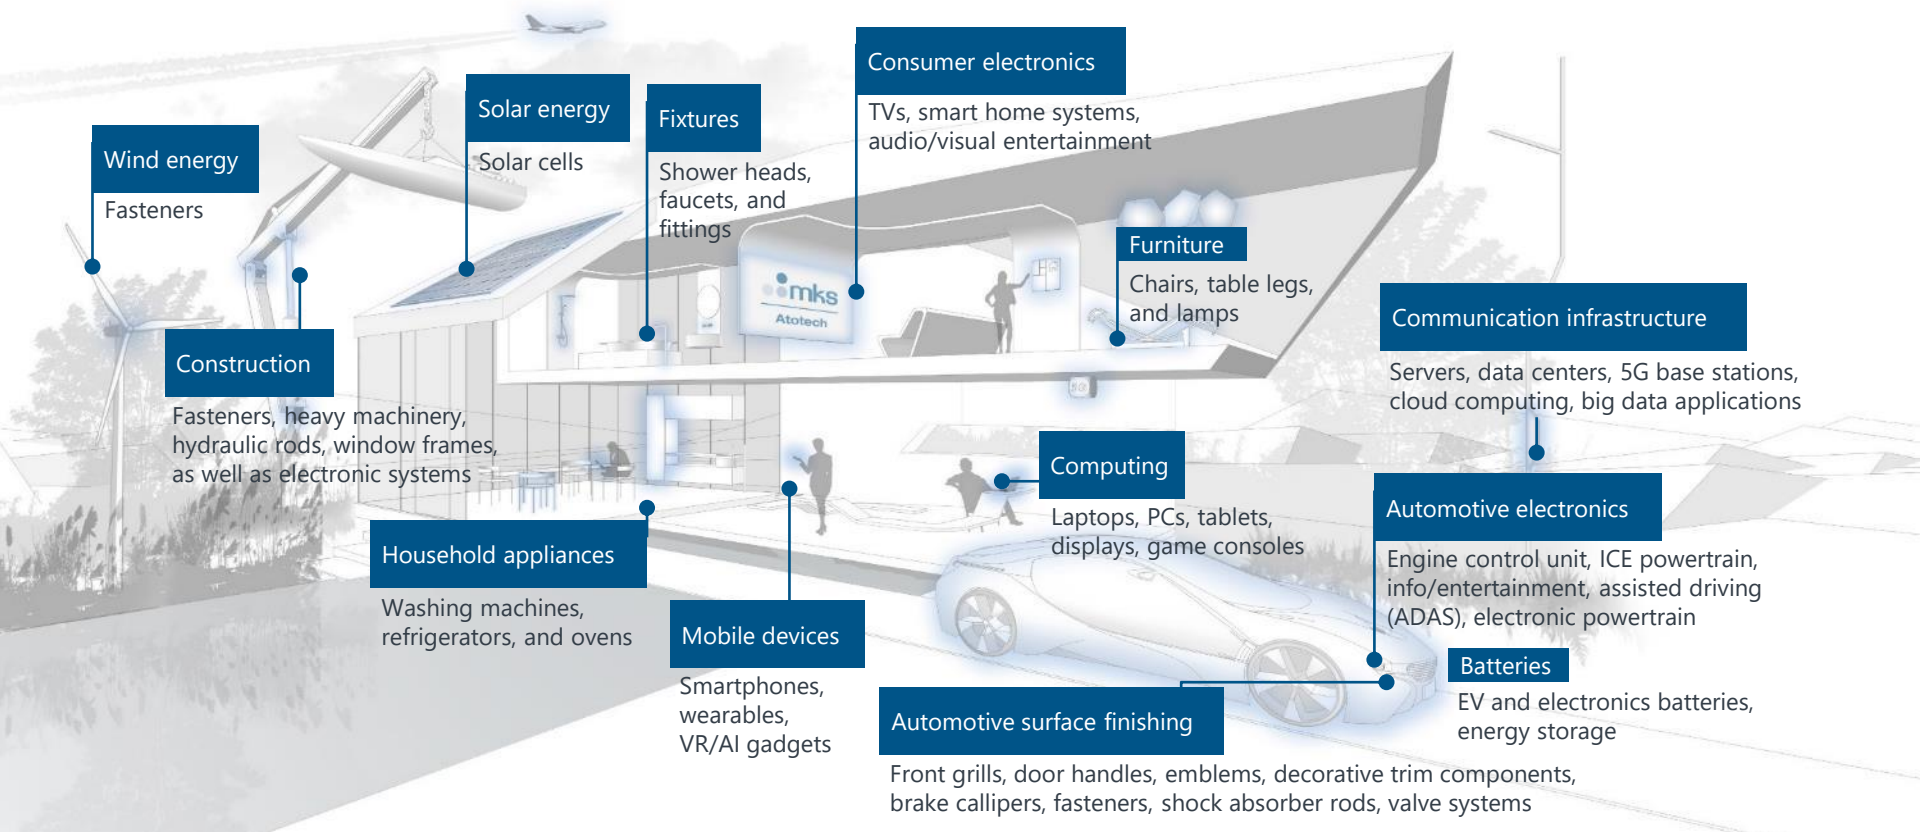 Wind energy
Fasteners
Solar energy
Solar cells
Fixtures
Shower heads,
faucets, and
fittings
Consumer electronics
TVs, smart home systems,
audio/visual entertainment
mks
Atotech
Furniture
Chairs, table legs,
and lamps
5G
Construction
Fasteners, heavy machinery,
hydraulic rods, window frames,
as well as electronic systems
Communication infrastructure
Servers, data centers, 5G base stations,
cloud computing, big data applications
Household appliances
Washing machines,
refrigerators, and ovens
Mobile devices
Smartphones,
wearables,
VR/AI gadgets
Computing
Laptops, PCs, tablets,
displays, game consoles
Automotive electronics
Engine control unit, ICE powertrain,
info/entertainment, assisted driving
(ADAS), electronic powertrain
Batteries
EV and electronics batteries,
energy storage
Automotive surface finishing
Front grills, door handles, emblems, decorative trim components,
brake callipers, fasteners, shock absorber rods, valve systems